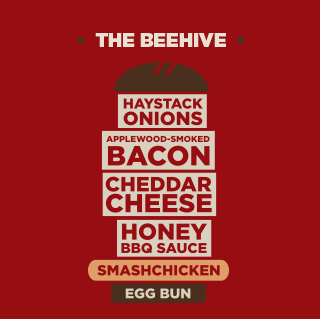 THE BEEHIVE
HAYSTACK
ONIONS
APPLEWOOD-SMOKED
BACON
CHEDDAR
CHEESE
HONEY
BBQ SAUCE
SMASHCHICKEN
EGG BUN